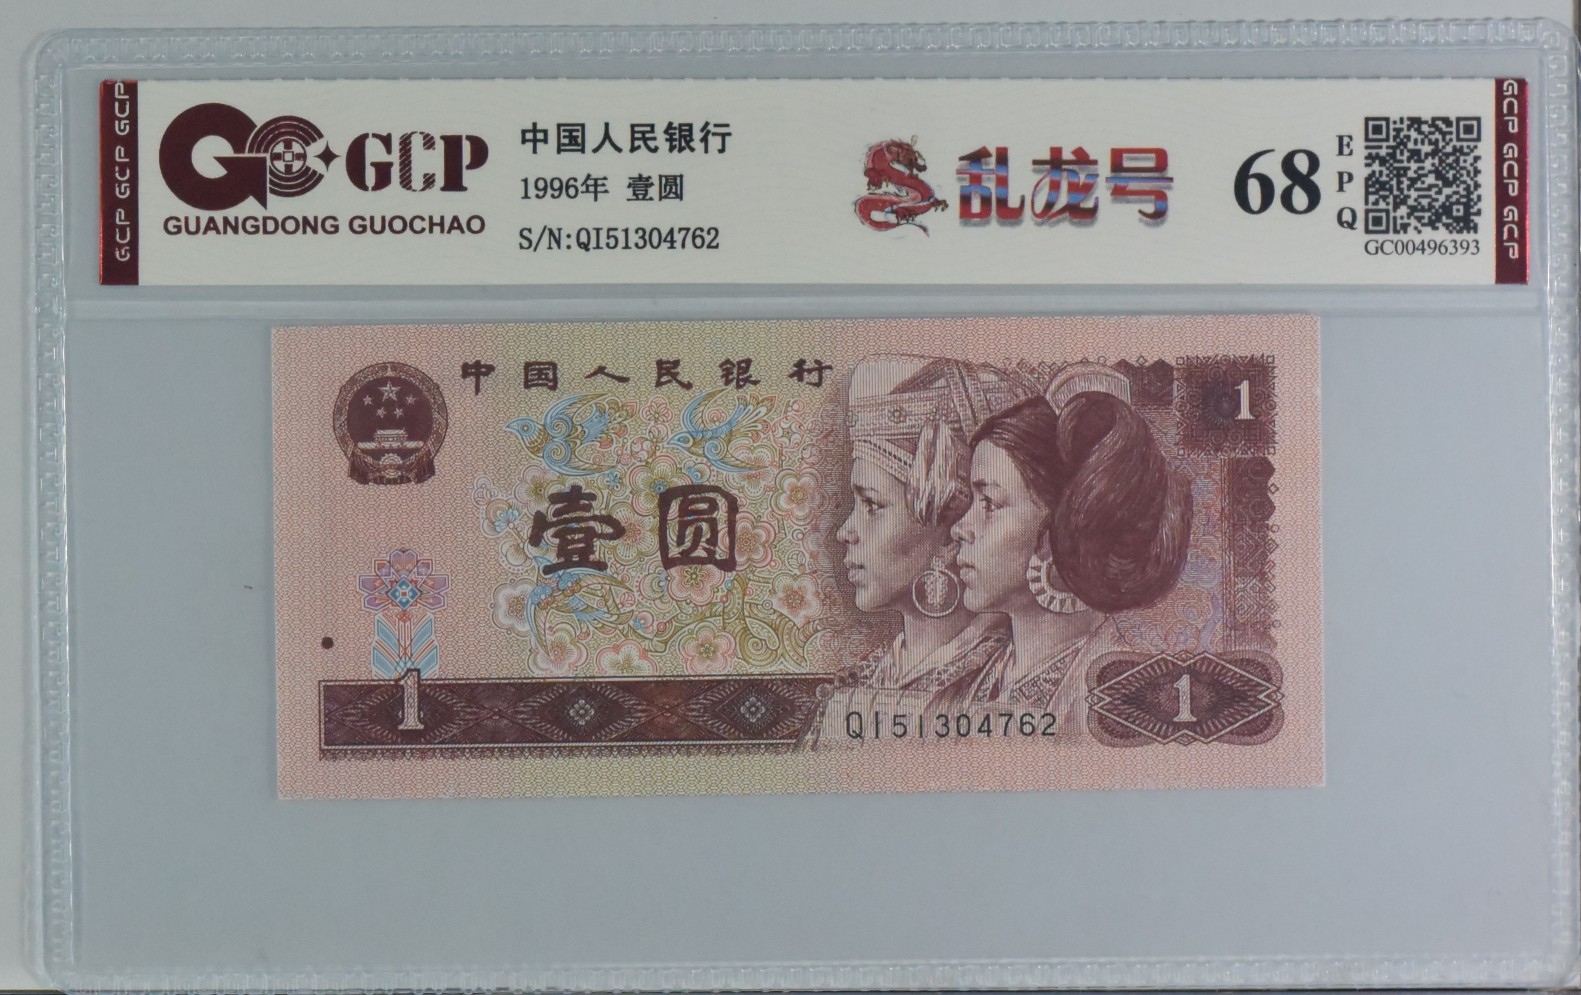 GCP GCP GCP
GC GCP
GUANGDONG GUOCHAO
中国人民银行
1996年 壹圆
S/N:QI51304762
乱龙号
68
EPQ
GC00496393
GCP GCP GCP
中国人民银行
1
壹圆
1
QI51304762
1